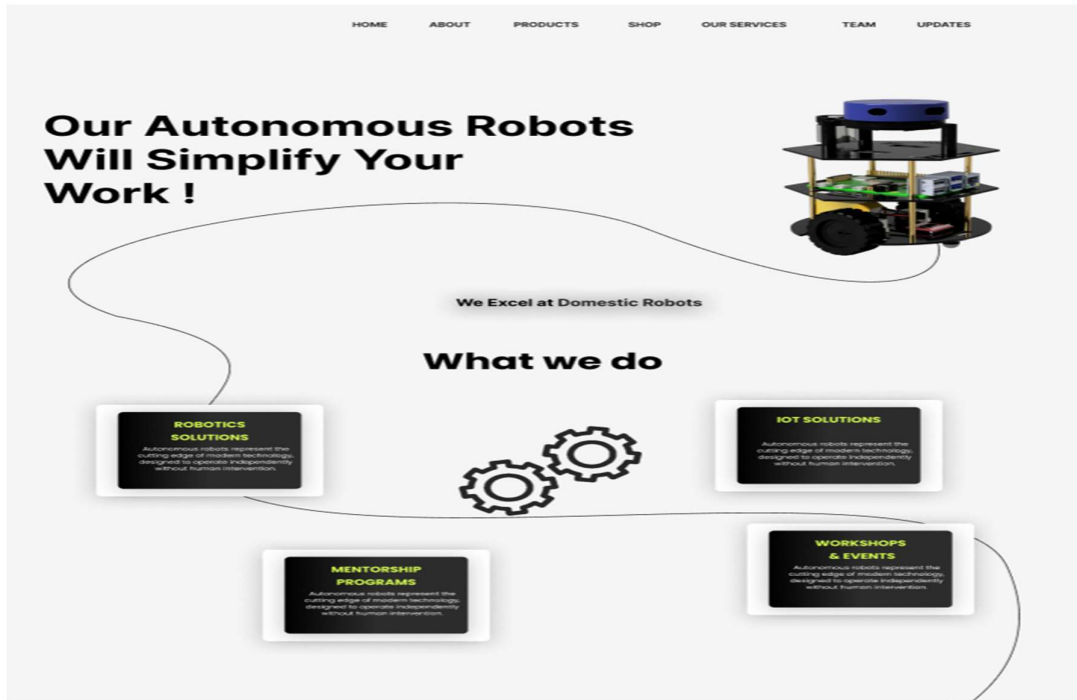 HOME ABOUT PRODUCTS SHOP OUR SERVICES TEAM UPDATES
Our Autonomous Robots
Will Simplify Your
Work !
We Excel at Domestic Robots
What we do
ROBOTICS
SOLUTIONS
Autonomous robots represent the
cutting edge of modern technology,
designed to operate independently
without human intervention.
IOT SOLUTIONS
Autonomous robots represent the
cutting edge of modern technology,
designed to operate independently
without human intervention.
MENTORSHIP
PROGRAMS
Autonomous robots represent the
cutting edge of modern technology,
designed to operate independently
without human intervention.
WORKSHOPS
& EVENTS
Autonomous robots represent the
cutting edge of modern technology,
designed to operate independently
without human intervention.